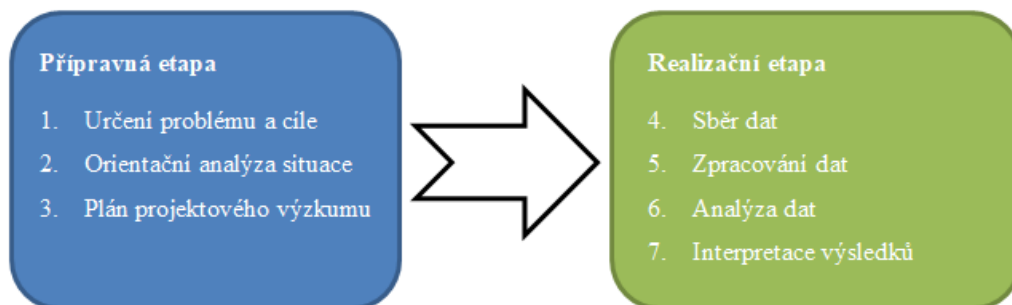 Přípravná etapa
1. Určení problému a cíle
2. Orientační analýza situace
3. Plán projektového výzkumu
Realizační etapa
4. Sběr dat
5. Zpracování dat
6. Analýza dat
7. Interpretace výsledků